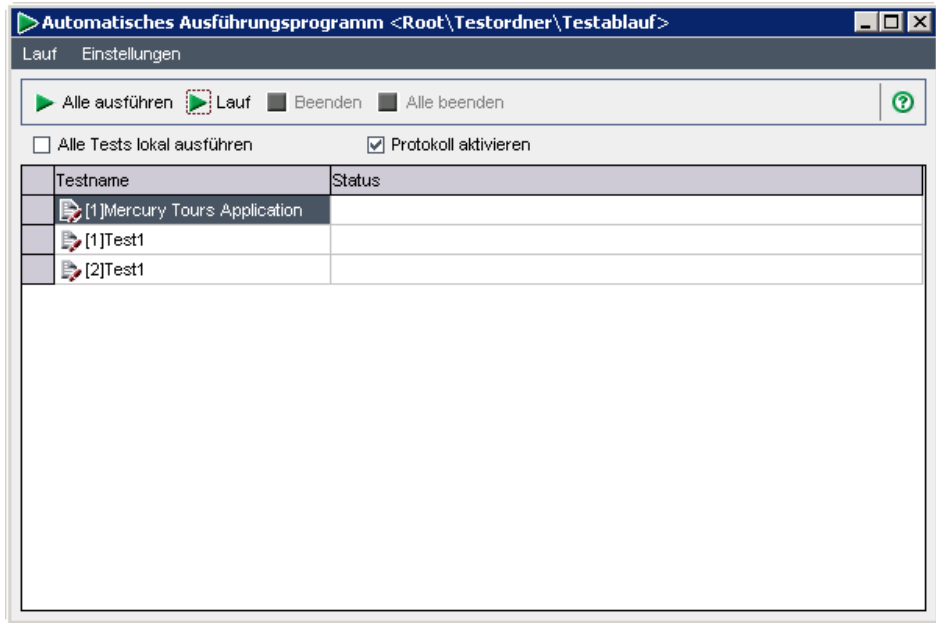 Automatisches Ausführungsprogramm <Root\Testordner\Testablauf>
Lauf Einstellungen
Alle ausführen Lauf Beenden Alle beenden
Alle Tests lokal ausführen Protokoll aktivieren
Testname Status
[1]Mercury Tours Application
[1]Test1
[2]Test1